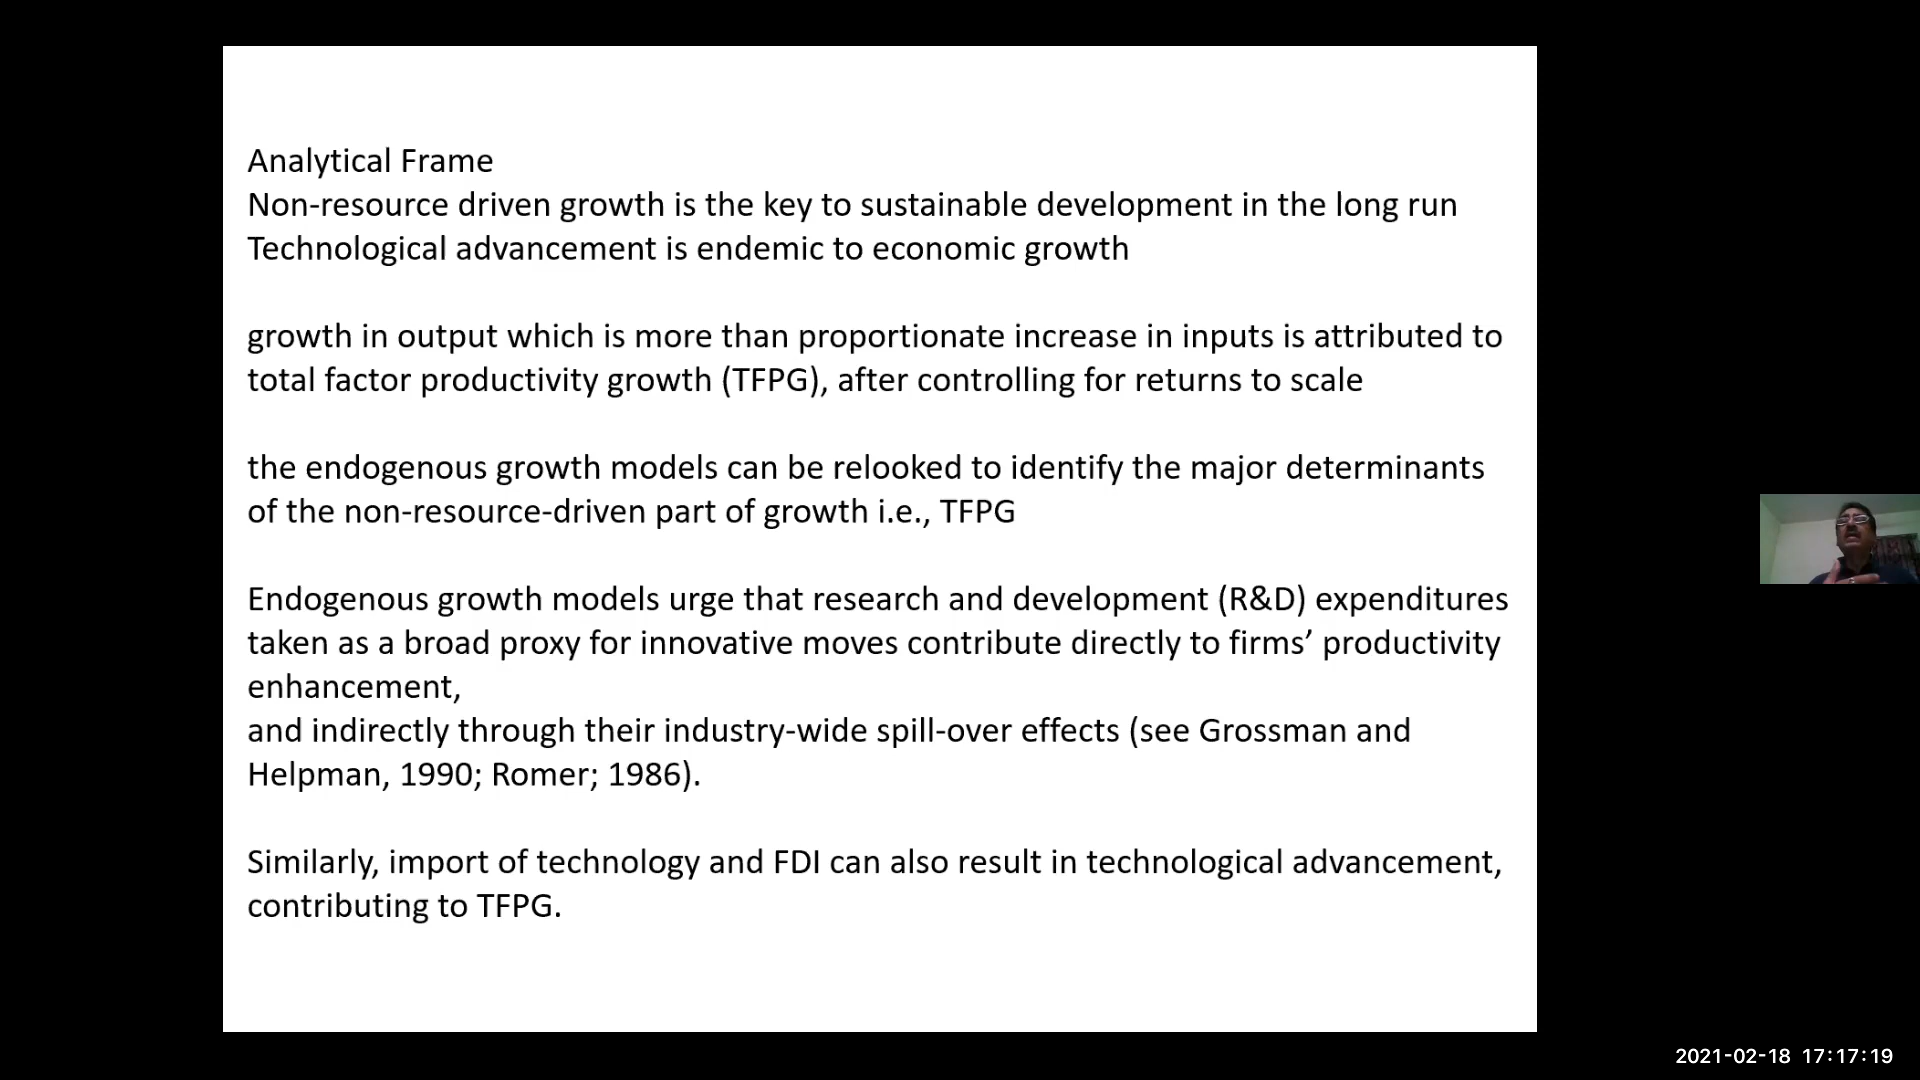 Analytical Frame
Non-resource driven growth is the key to sustainable development in the long run
Technological advancement is endemic to economic growth
growth in output which is more than proportionate increase in inputs is attributed to
total factor productivity growth (TFPG), after controlling for returns to scale
the endogenous growth models can be relooked to identify the major determinants
of the non-resource-driven part of growth i.e., TFPG
Endogenous growth models urge that research and development (R&D) expenditures
taken as a broad proxy for innovative moves contribute directly to firms’ productivity
enhancement,
and indirectly through their industry-wide spill-over effects (see Grossman and
Helpman, 1990; Romer; 1986).
Similarly, import of technology and FDI can also result in technological advancement,
contributing to TFPG.
2021-02-18 17:17:19